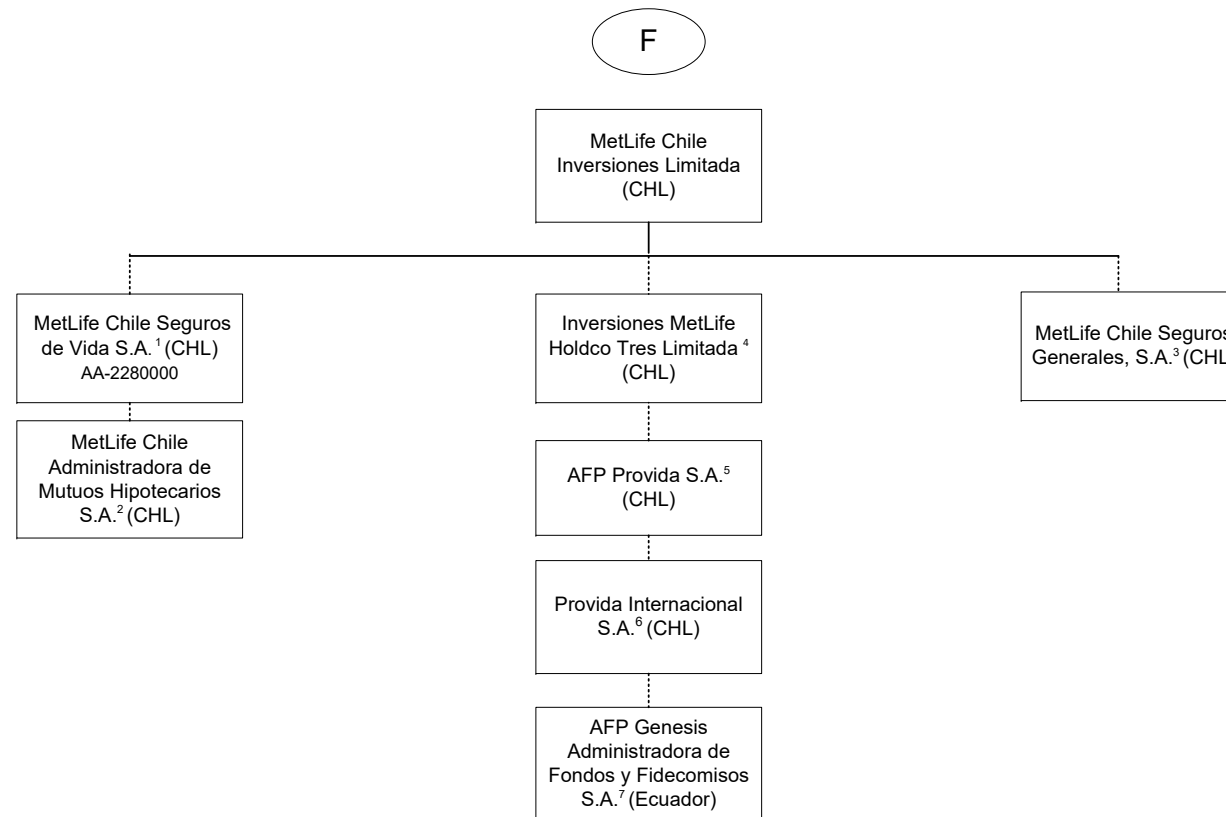 F
MetLife Chile
Inversiones Limitada
(CHL)
MetLife Chile Seguros
de Vida S.A.¹ (CHL)
AA-2280000
Inversiones MetLife
Holdco Tres Limitada ⁴
(CHL)
MetLife Chile Seguros
Generales, S.A.³ (CHL
MetLife Chile
Administradora de
Mutuos Hipotecarios
S.A.² (CHL)
AFP Provida S.A.⁵
(CHL)
Provida Internacional
S.A.⁶ (CHL)
AFP Genesis
Administradora de
Fondos y Fidecomisos
S.A.⁷ (Ecuador)